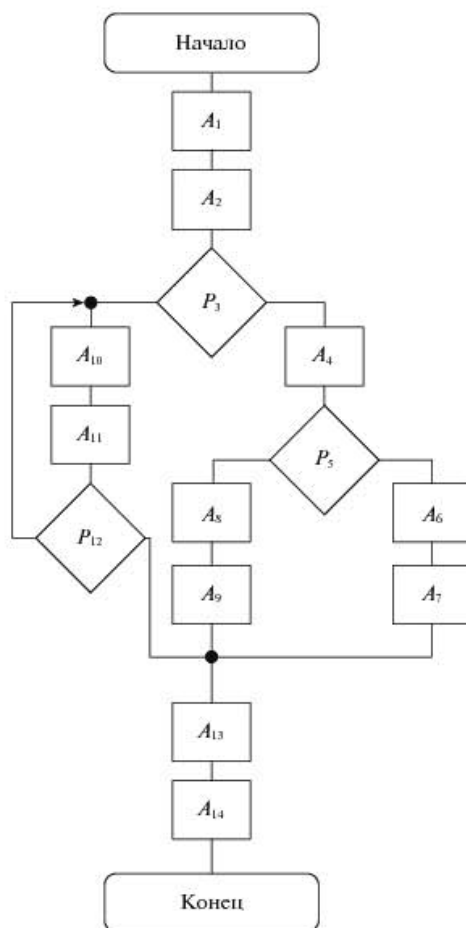 Начало
A₁
A₂
P₃
A₁₀
A₄
A₁₁
P₅
P₁₂
A₈
A₆
A₉
A₇
A₁₃
A₁₄
Конец